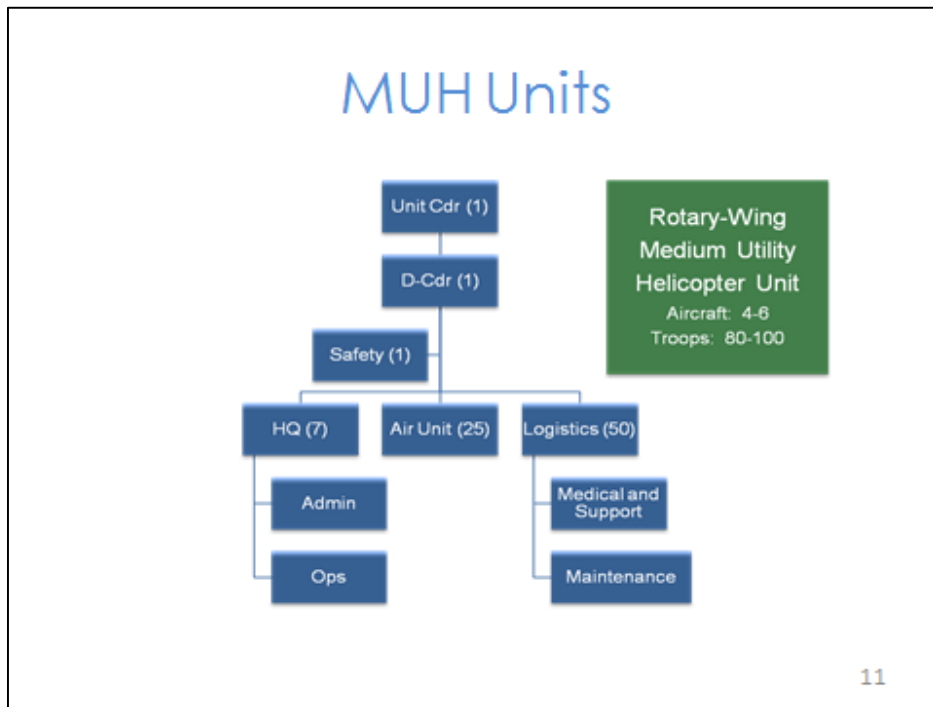 MUH Units
Unit Cdr (1)
D-Cdr (1)
Safety (1)
HQ (7)
Air Unit (25)
Logistics (50)
Admin
Medical and
Support
Ops
Maintenance
Rotary-Wing
Medium Utility
Helicopter Unit
Aircraft: 4-6
Troops: 80-100
11